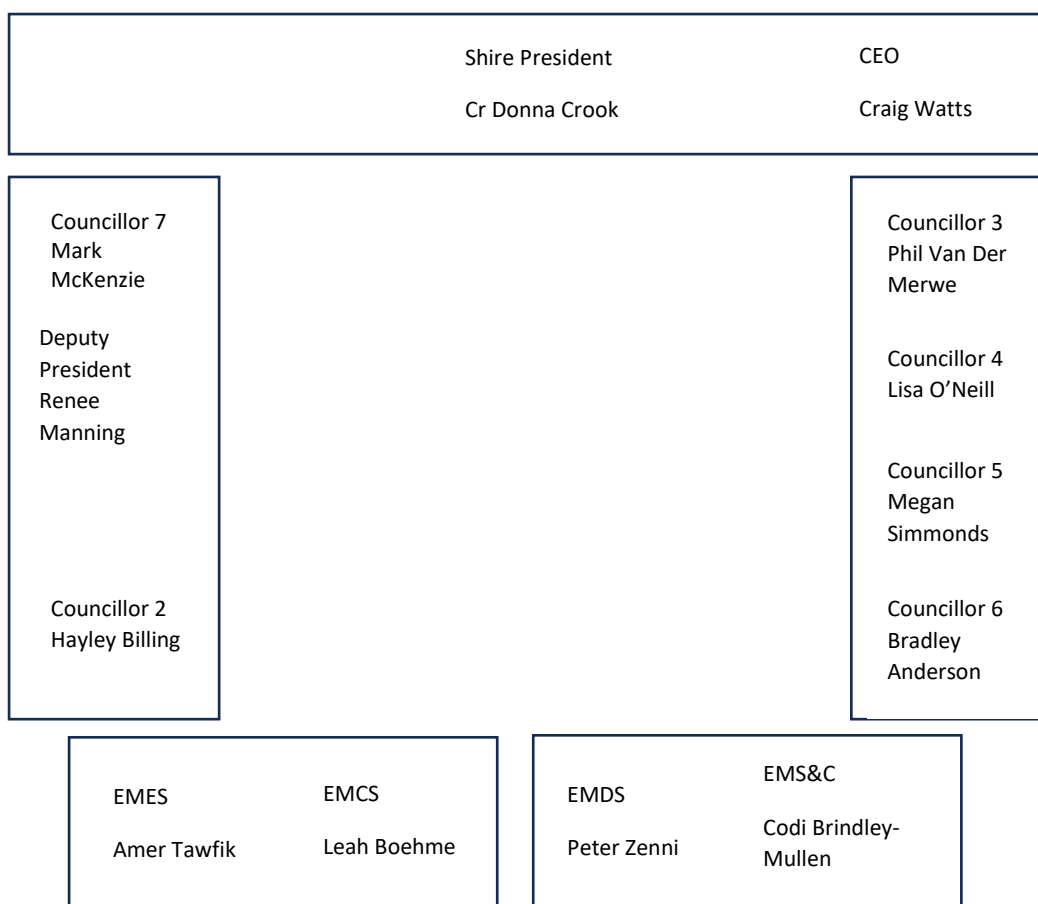 Shire President
Cr Donna Crook
CEO
Craig Watts
Councillor 7
Mark
McKenzie
Deputy
President
Renee
Manning
Councillor 2
Hayley Billing
Councillor 3
Phil Van Der
Merwe
Councillor 4
Lisa O’Neill
Councillor 5
Megan
Simmonds
Councillor 6
Bradley
Anderson
EMES
Amer Tawfik
EMCS
Leah Boehme
EMDS
Peter Zenni
EMS&C
Codi Brindley-
Mullen